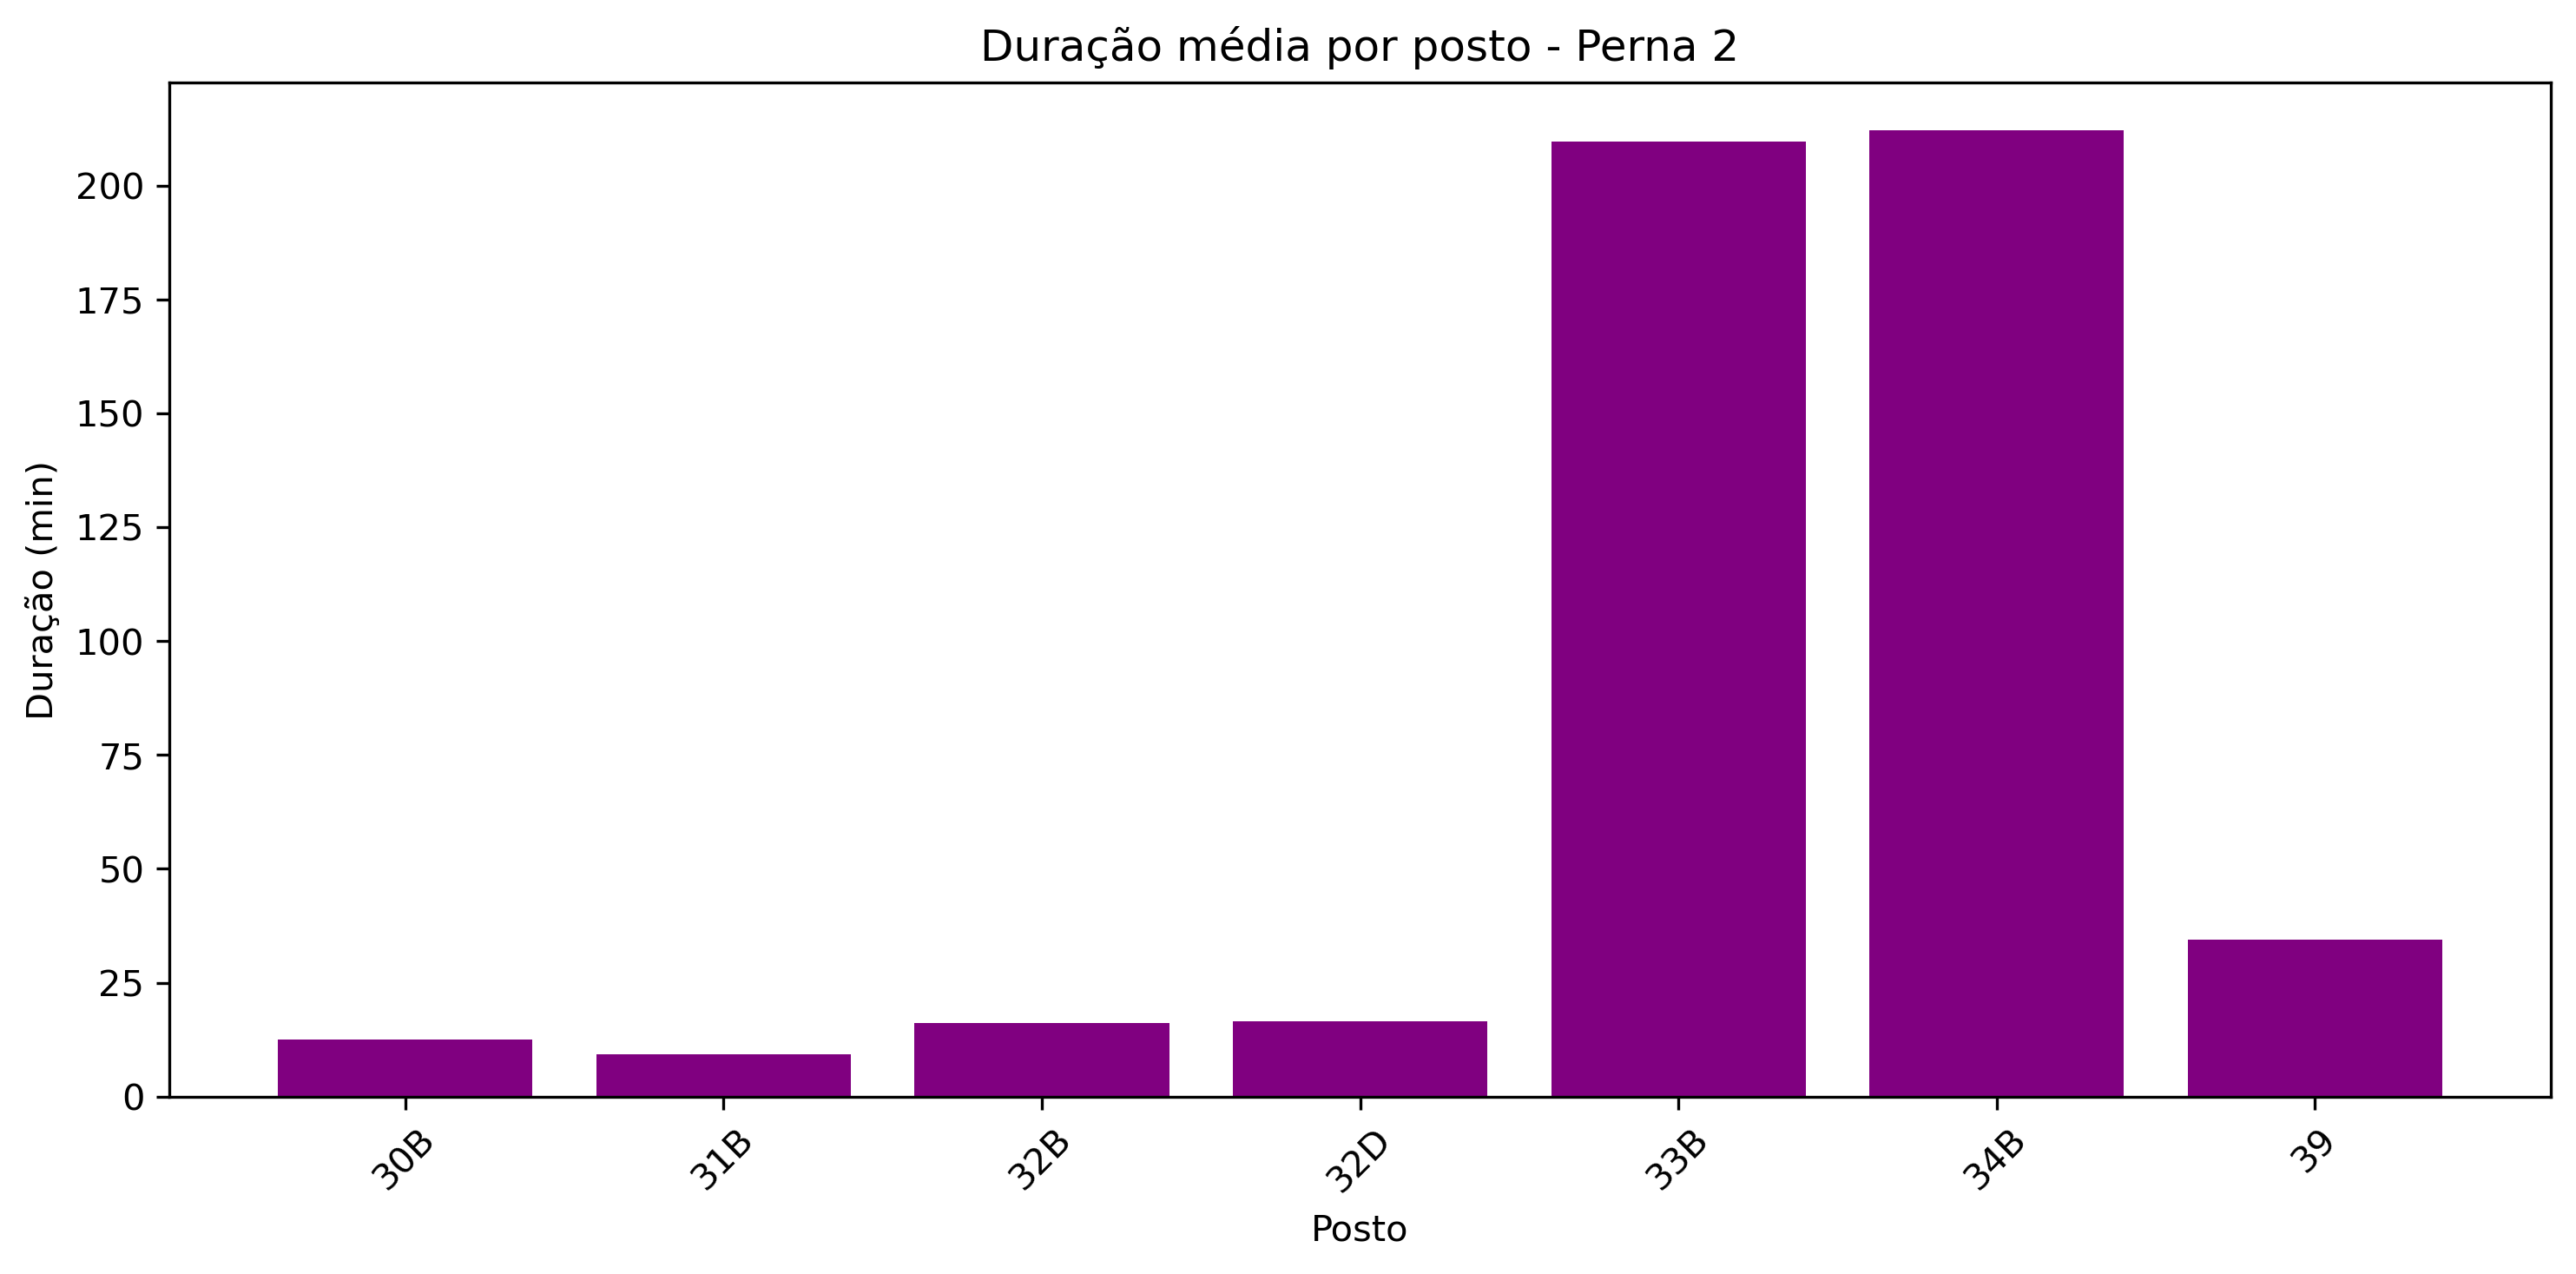 Duração média por posto - Perna 2
Duração (min)
200
175
150
125
100
75
50
25
0
30B
31B
32B
32D
33B
34B
39
Posto